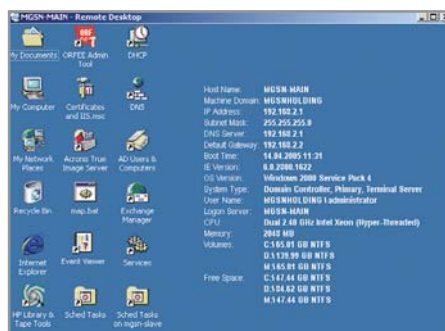 MGSN-MAIN - Remote Desktop
My Documents
ORFEE Admin Tool
DHCP
My Computer
Certificates and IIS.msc
DNS
My Network Places
Acronis True Image Server
AD Users & Computers
Recycle Bin
map.bat
Exchange Manager
Internet Explorer
Event Viewer
Services
HP Library & Tape Tools
Sched Tasks
Sched Tasks on mgsn-slave
Host Name: MGSN-MAIN
Machine Domain: MGSNHOLDING
IP Address: 192.168.2.1
Subnet Mask: 255.255.255.0
DNS Server: 192.168.2.1
Default Gateway: 192.168.2.2
Boot Time: 14.04.2005 11:31
IE Version: 6.0.2800.1622
OS Version: Windows 2000 Service Pack 4
System Type: Domain Controller, Primary, Terminal Server
User Name: MGSNHOLDING\administrator
Logon Server: MGSN-MAIN
CPU: Dual 2.40 GHz Intel Xeon (Hyper-Threaded)
Memory: 2048 MB
Volumes: C:165.01 GB NTFS
D:1139.99 GB NTFS
M:165.01 GB NTFS
Free Space: C:147.44 GB NTFS
D:104.62 GB NTFS
M:147.44 GB NTFS